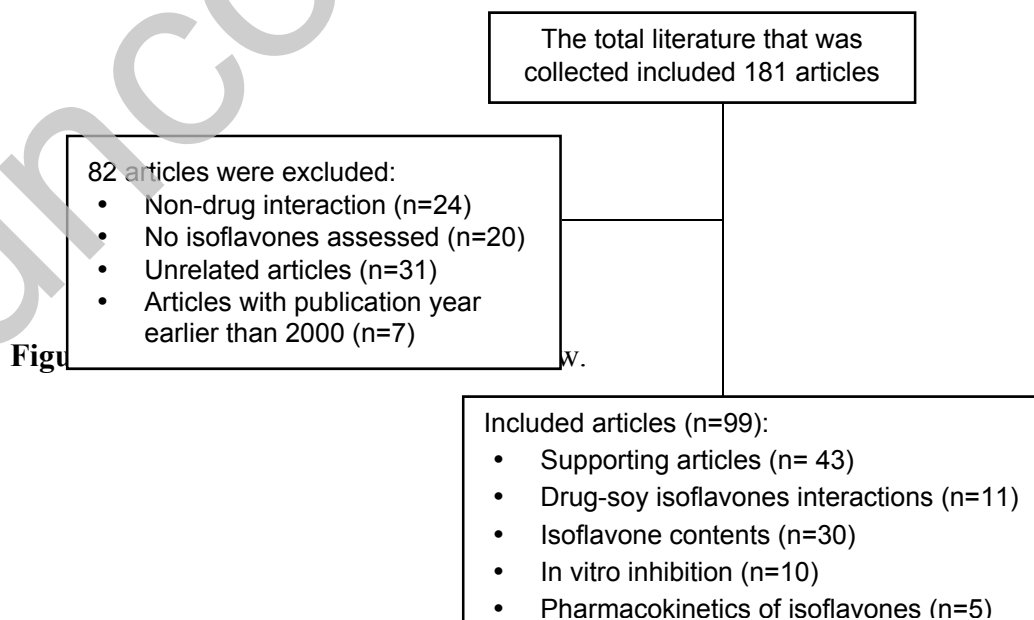 The total literature that was
collected included 181 articles
82 articles were excluded:
• Non-drug interaction (n=24)
• No isoflavones assessed (n=20)
• Unrelated articles (n=31)
• Articles with publication year
earlier than 2000 (n=7)
Included articles (n=99):
• Supporting articles (n= 43)
• Drug-soy isoflavones interactions (n=11)
• Isoflavone contents (n=30)
• In vitro inhibition (n=10)
• Pharmacokinetics of isoflavones (n=5)